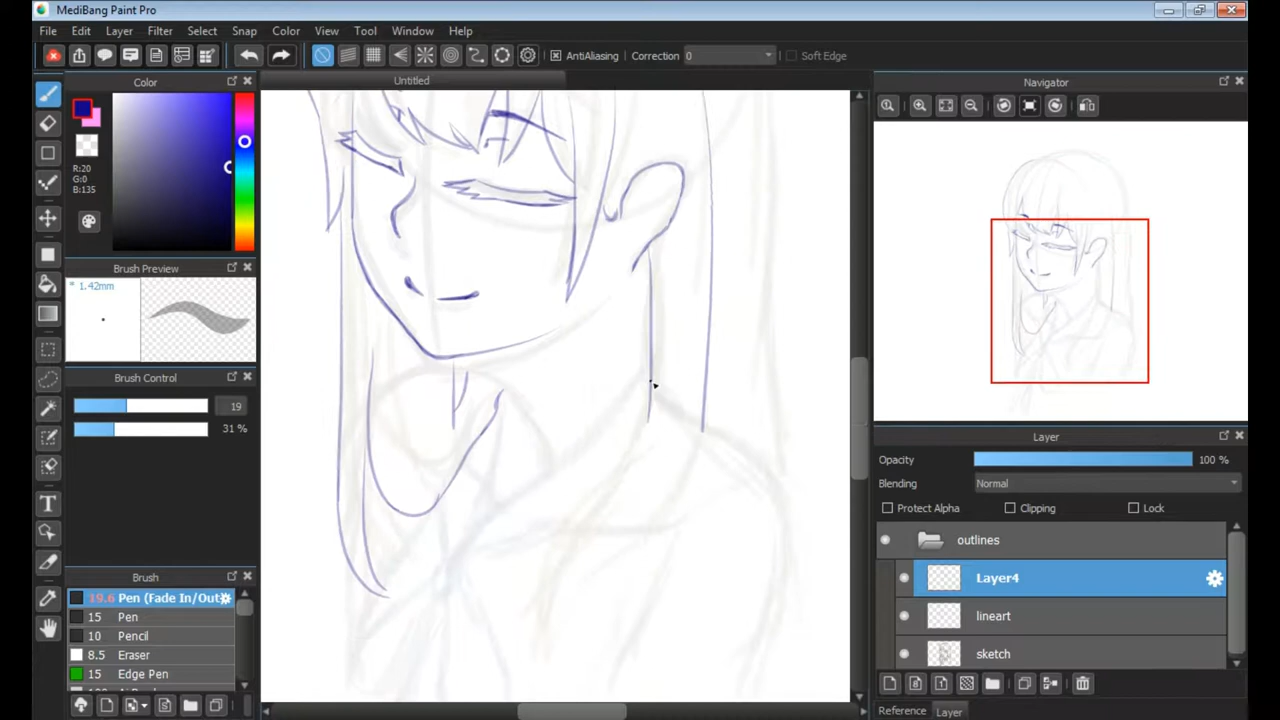 MediBang Paint Pro
File Edit Layer Filter Select Snap Color View Tool Window Help
AntiAliasing Correction 0 Soft Edge
Color
Untitled
Navigator
R:20
G:0
B:135
Brush Preview
* 1.42mm
Brush Control
19
31 %
Brush
19.6 Pen (Fade In/Out
15 Pen
10 Pencil
8.5 Eraser
15 Edge Pen
Layer
Opacity 100 %
Blending Normal
Protect Alpha Clipping Lock
outlines
Layer4
lineart
sketch
Reference Layer